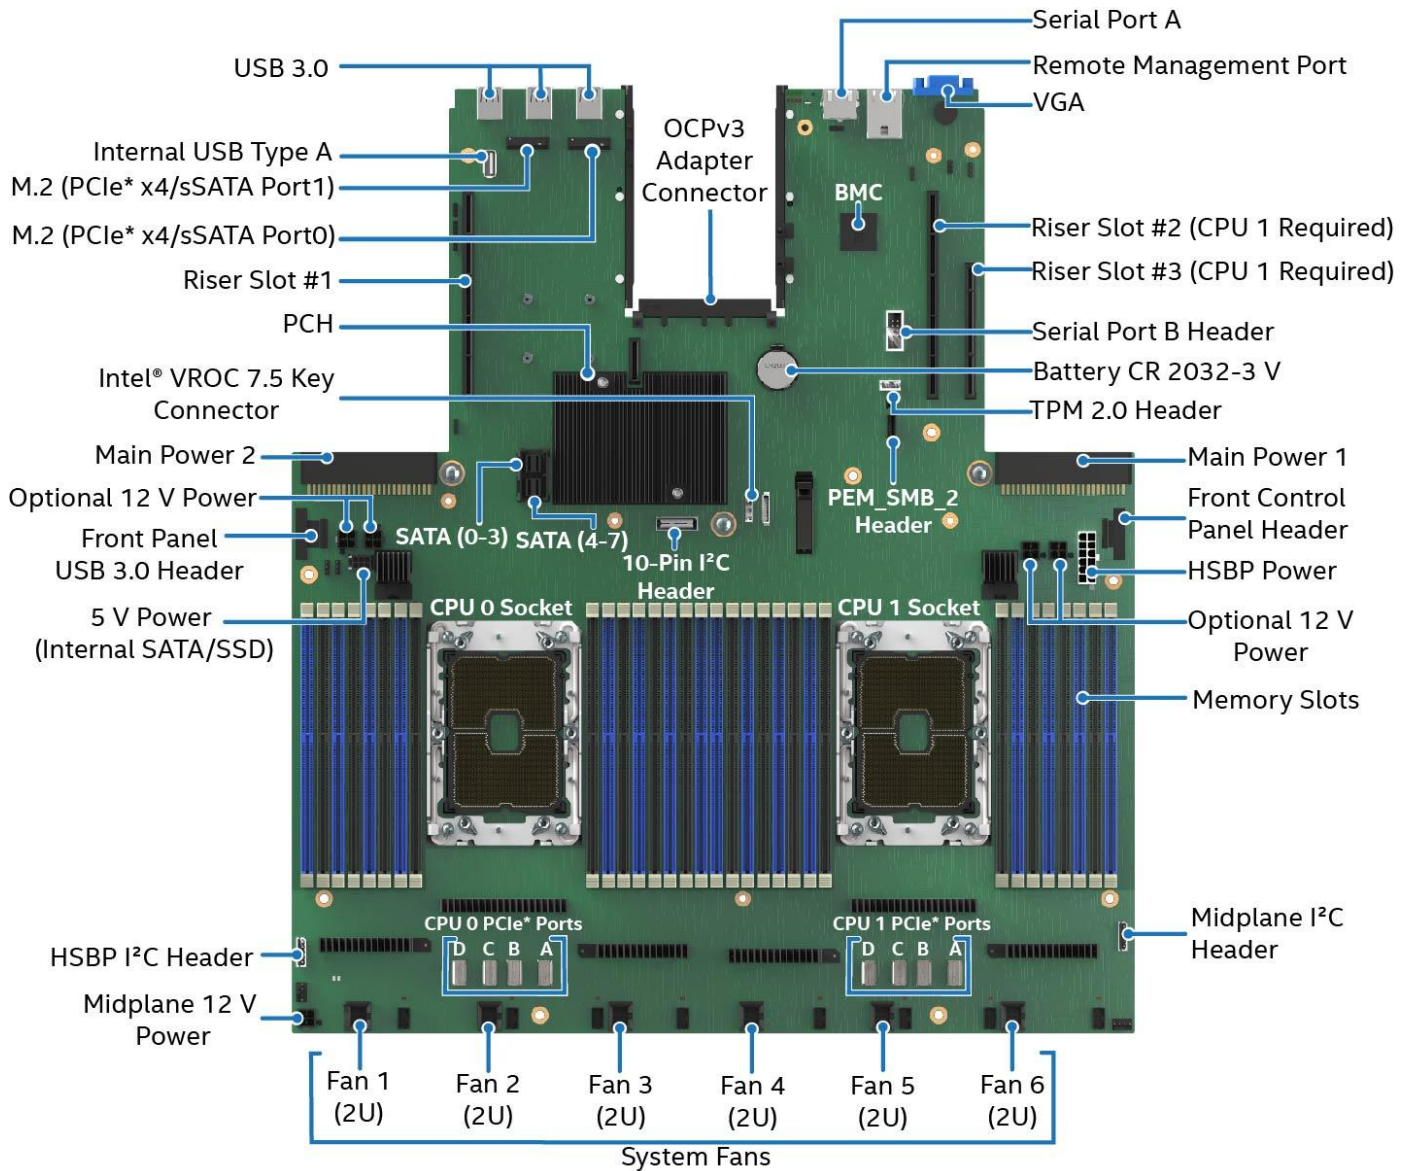 Serial Port A
Remote Management Port
VGA
USB 3.0
OCPv3
Adapter
Connector
Internal USB Type A
M.2 (PCIe* x4/sSATA Port1)
BMC
M.2 (PCIe* x4/sSATA Port0)
Riser Slot #2 (CPU 1 Required)
Riser Slot #1
Riser Slot #3 (CPU 1 Required)
PCH
Serial Port B Header
Intel® VROC 7.5 Key
Connector
Battery CR 2032-3 V
TPM 2.0 Header
Main Power 2
Main Power 1
Optional 12 V Power
PEM_SMB_2
Header
Front Control
Panel Header
SATA (0-3)
SATA (4-7)
Front Panel
USB 3.0 Header
10-Pin I²C
Header
HSBP Power
5 V Power
(Internal SATA/SSD)
CPU 0 Socket
CPU 1 Socket
Optional 12 V
Power
Memory Slots
CPU 0 PCIe* Ports
D C B A
CPU 1 PCIe* Ports
D C B A
Midplane I²C
Header
HSBP I²C Header
Midplane 12 V
Power
Fan 1
(2U)
Fan 2
(2U)
Fan 3
(2U)
Fan 4
(2U)
Fan 5
(2U)
Fan 6
(2U)
System Fans